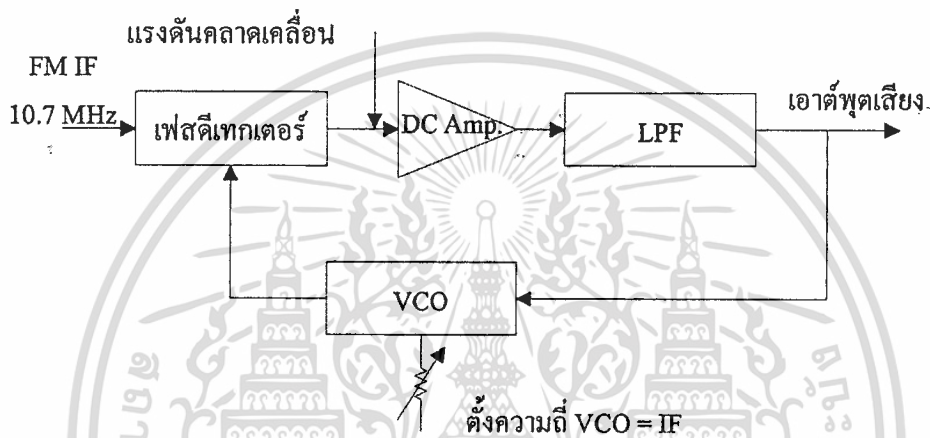 แรงดันคลาดเคลื่อน
FM IF
10.7 MHz
เฟสดีเทกเตอร์
DC Amp.
LPF
เอาต์พุตเสียง
VCO
ตั้งความถี่ VCO = IF